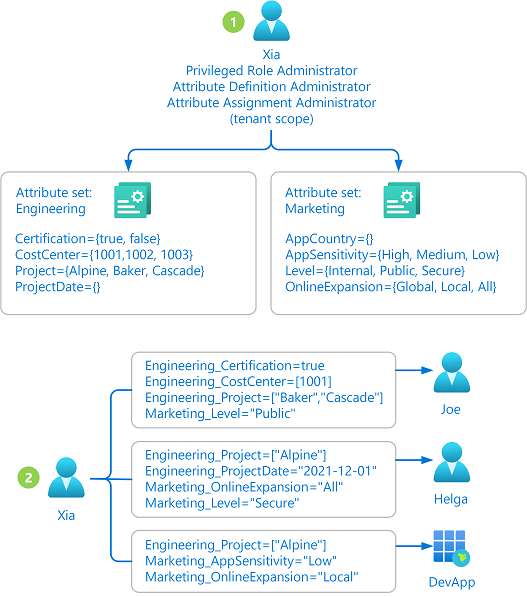 1
Xia
Privileged Role Administrator
Attribute Definition Administrator
Attribute Assignment Administrator
(tenant scope)
Attribute set:
Engineering
Certification={true, false}
CostCenter={1001,1002, 1003}
Project={Alpine, Baker, Cascade}
ProjectDate={}
Attribute set:
Marketing
AppCountry={}
AppSensitivity={High, Medium, Low}
Level={Internal, Public, Secure}
OnlineExpansion={Global, Local, All}
2
Xia
Engineering_Certification=true
Engineering_CostCenter=[1001]
Engineering_Project=["Baker","Cascade"]
Marketing_Level="Public"
Joe
Engineering_Project=["Alpine"]
Engineering_ProjectDate="2021-12-01"
Marketing_OnlineExpansion="All"
Marketing_Level="Secure"
Helga
Engineering_Project=["Alpine"]
Marketing_AppSensitivity="Low"
Marketing_OnlineExpansion="Local"
DevApp